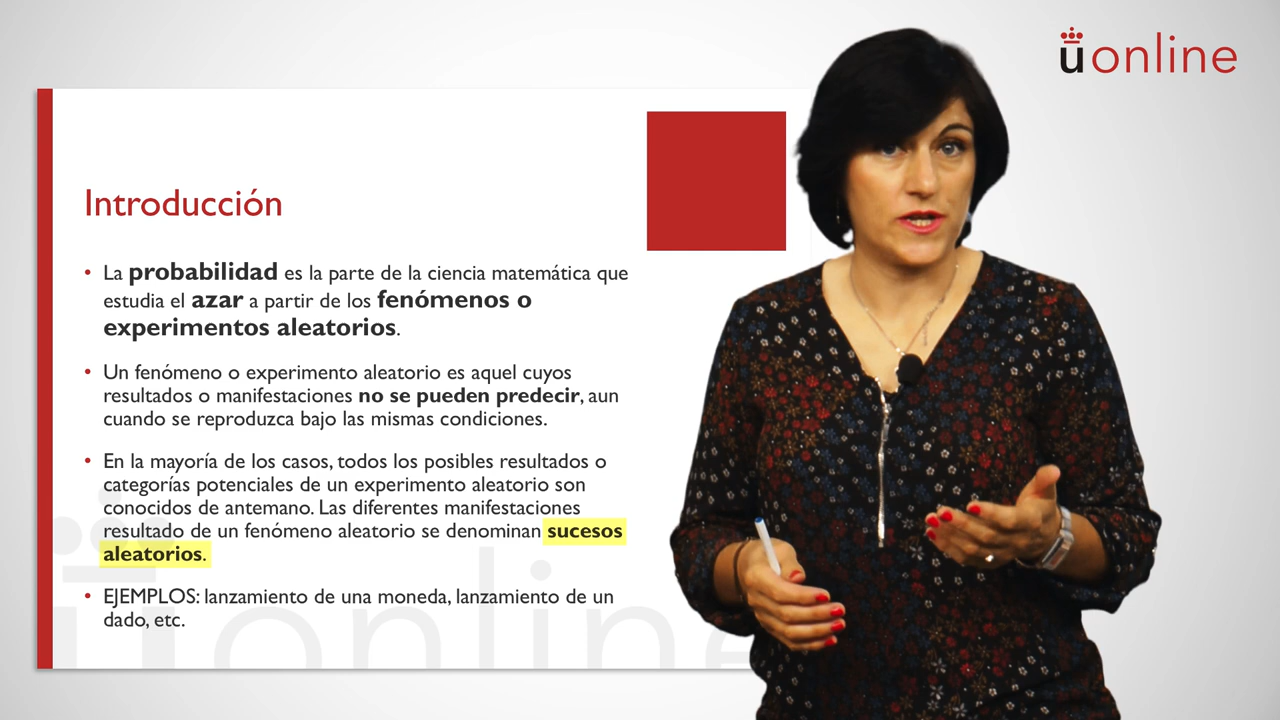 üonline
Introducción
• La probabilidad es la parte de la ciencia matemática que
estudia el azar a partir de los fenómenos o
experimentos aleatorios.
• Un fenómeno o experimento aleatorio es aquel cuyos
resultados o manifestaciones no se pueden predecir, aun
cuando se reproduzca bajo las mismas condiciones.
• En la mayoría de los casos, todos los posibles resultados o
categorías potenciales de un experimento aleatorio son
conocidos de antemano. Las diferentes manifestaciones
resultado de un fenómeno aleatorio se denominan sucesos
aleatorios.
• EJEMPLOS: lanzamiento de una moneda, lanzamiento de un
dado, etc.
üonline